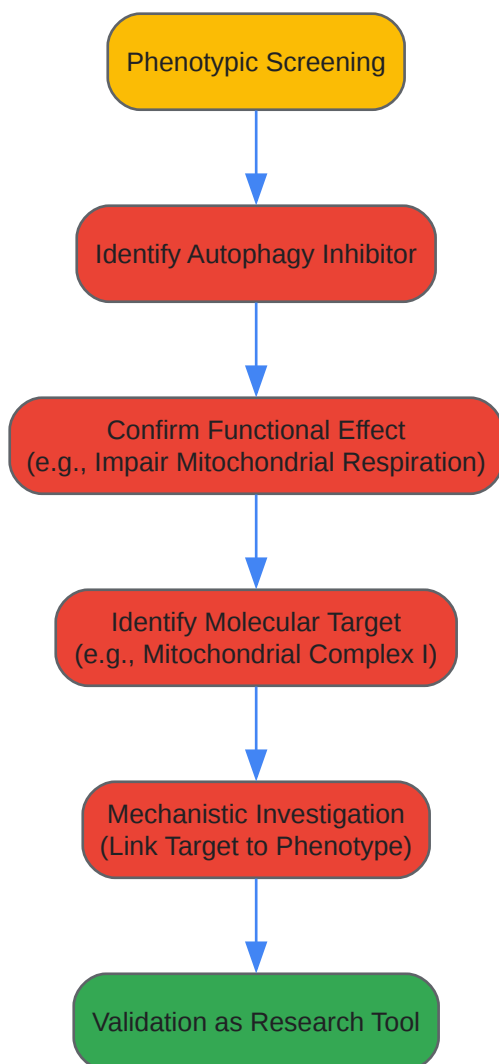 Phenotypic Screening
Identify Autophagy Inhibitor
Confirm Functional Effect
(e.g., Impair Mitochondrial Respiration)
Identify Molecular Target
(e.g., Mitochondrial Complex I)
Mechanistic Investigation
(Link Target to Phenotype)
Validation as Research Tool